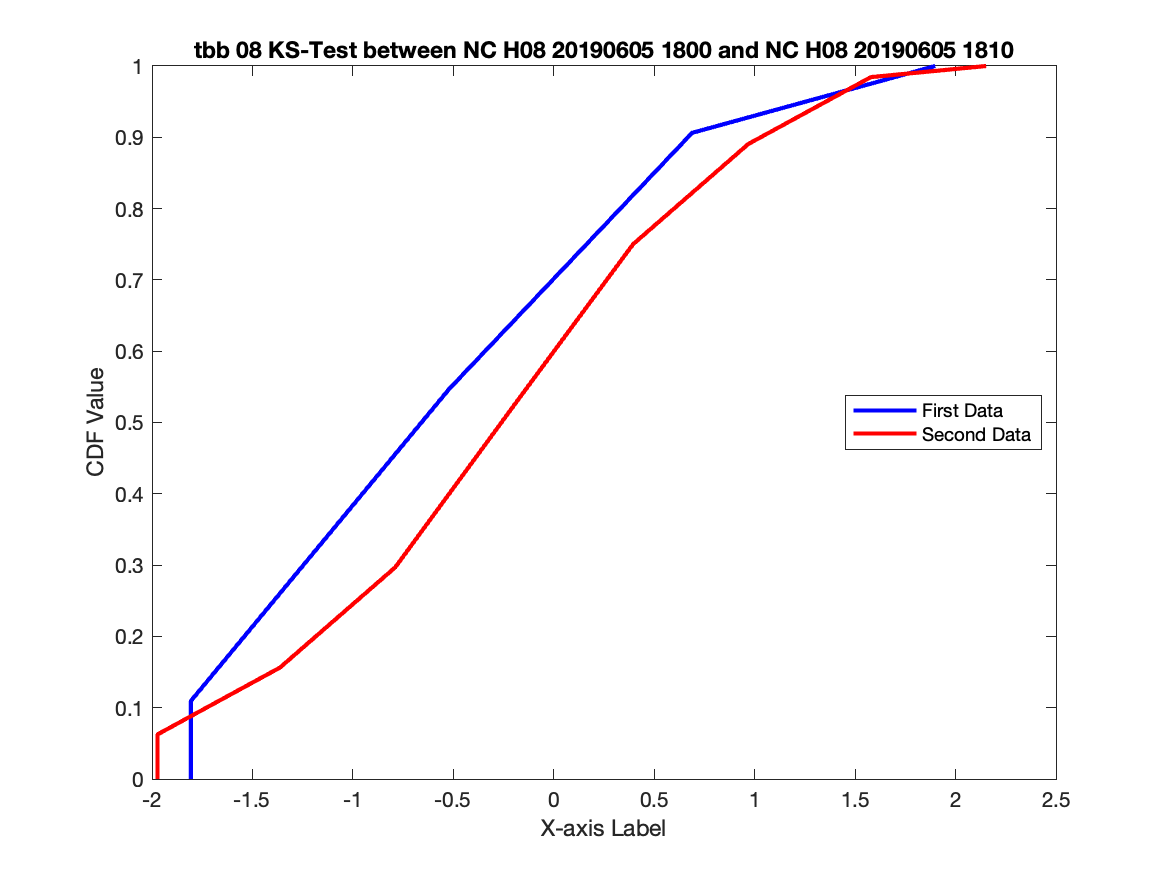 tbb 08 KS-Test between NC H08 20190605 1800 and NC H08 20190605 1810
1
0.9
0.8
0.7
0.6
0.5
0.4
0.3
0.2
0.1
0
CDF Value
First Data
Second Data
-2 -1.5 -1 -0.5 0 0.5 1 1.5 2 2.5
X-axis Label